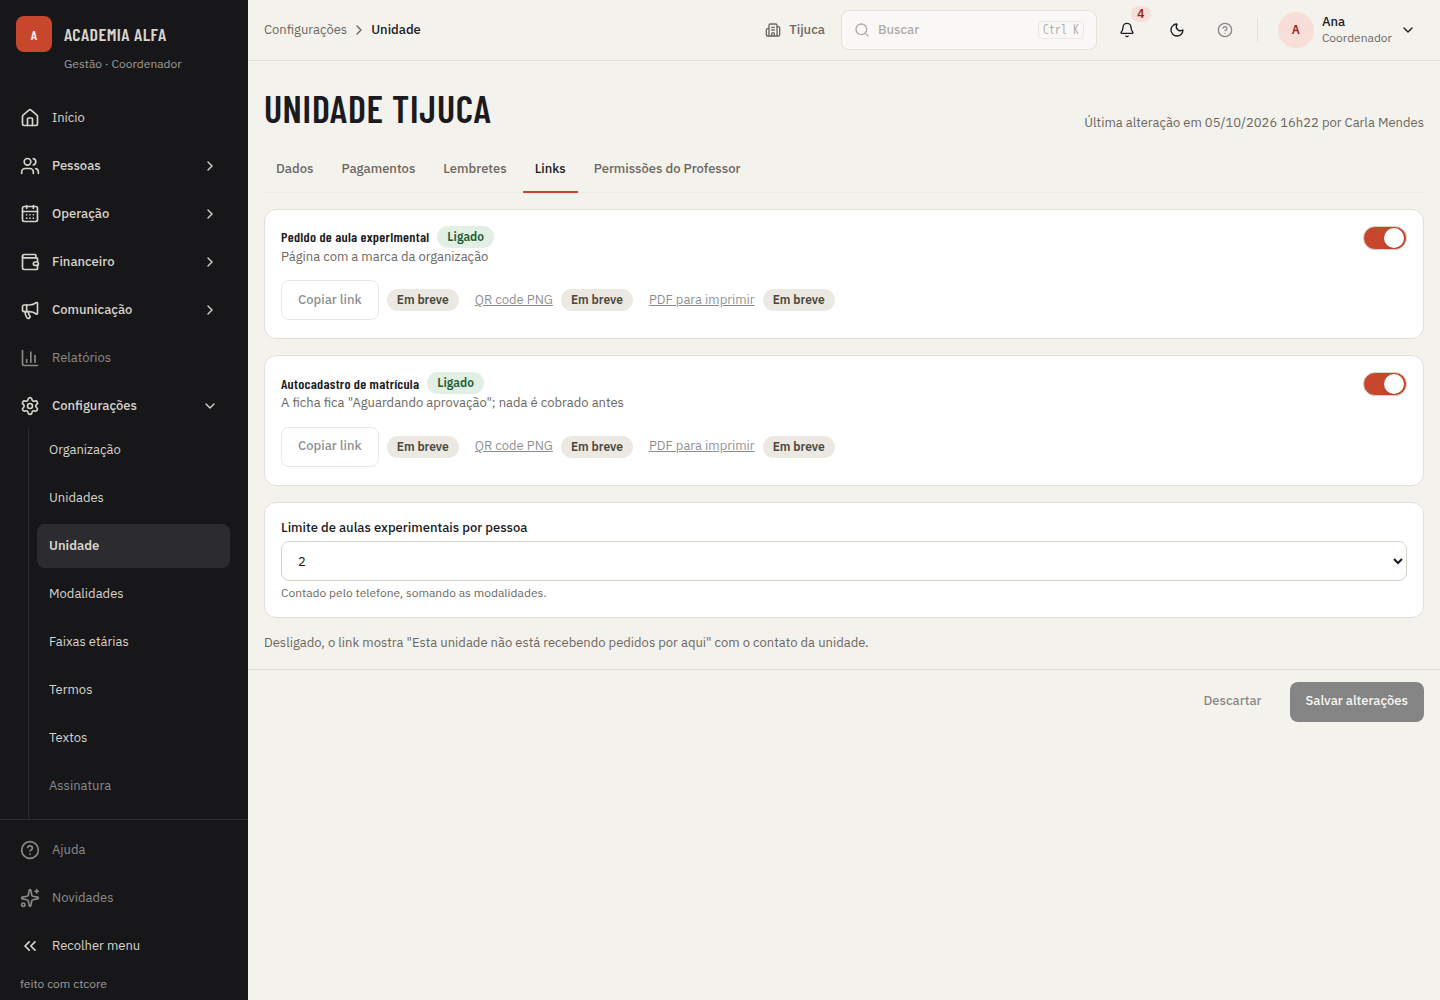 A
ACADEMIA ALFA
Gestão · Coordenador
Início
Pessoas
Operação
Financeiro
Comunicação
Relatórios
Configurações
Organização
Unidades
Unidade
Modalidades
Faixas etárias
Termos
Textos
Assinatura
Ajuda
Novidades
Recolher menu
feito com ctcore
Configurações Unidade
Tijuca
Buscar Ctrl K
4
A
Ana
Coordenador
UNIDADE TIJUCA
Última alteração em 05/10/2026 16h22 por Carla Mendes
Dados Pagamentos Lembretes Links Permissões do Professor
Pedido de aula experimental Ligado
Página com a marca da organização
Copiar link Em breve QR code PNG Em breve PDF para imprimir Em breve
Autocadastro de matrícula Ligado
A ficha fica "Aguardando aprovação"; nada é cobrado antes
Copiar link Em breve QR code PNG Em breve PDF para imprimir Em breve
Limite de aulas experimentais por pessoa
2
Contado pelo telefone, somando as modalidades.
Desligado, o link mostra "Esta unidade não está recebendo pedidos por aqui" com o contato da unidade.
Descartar Salvar alterações